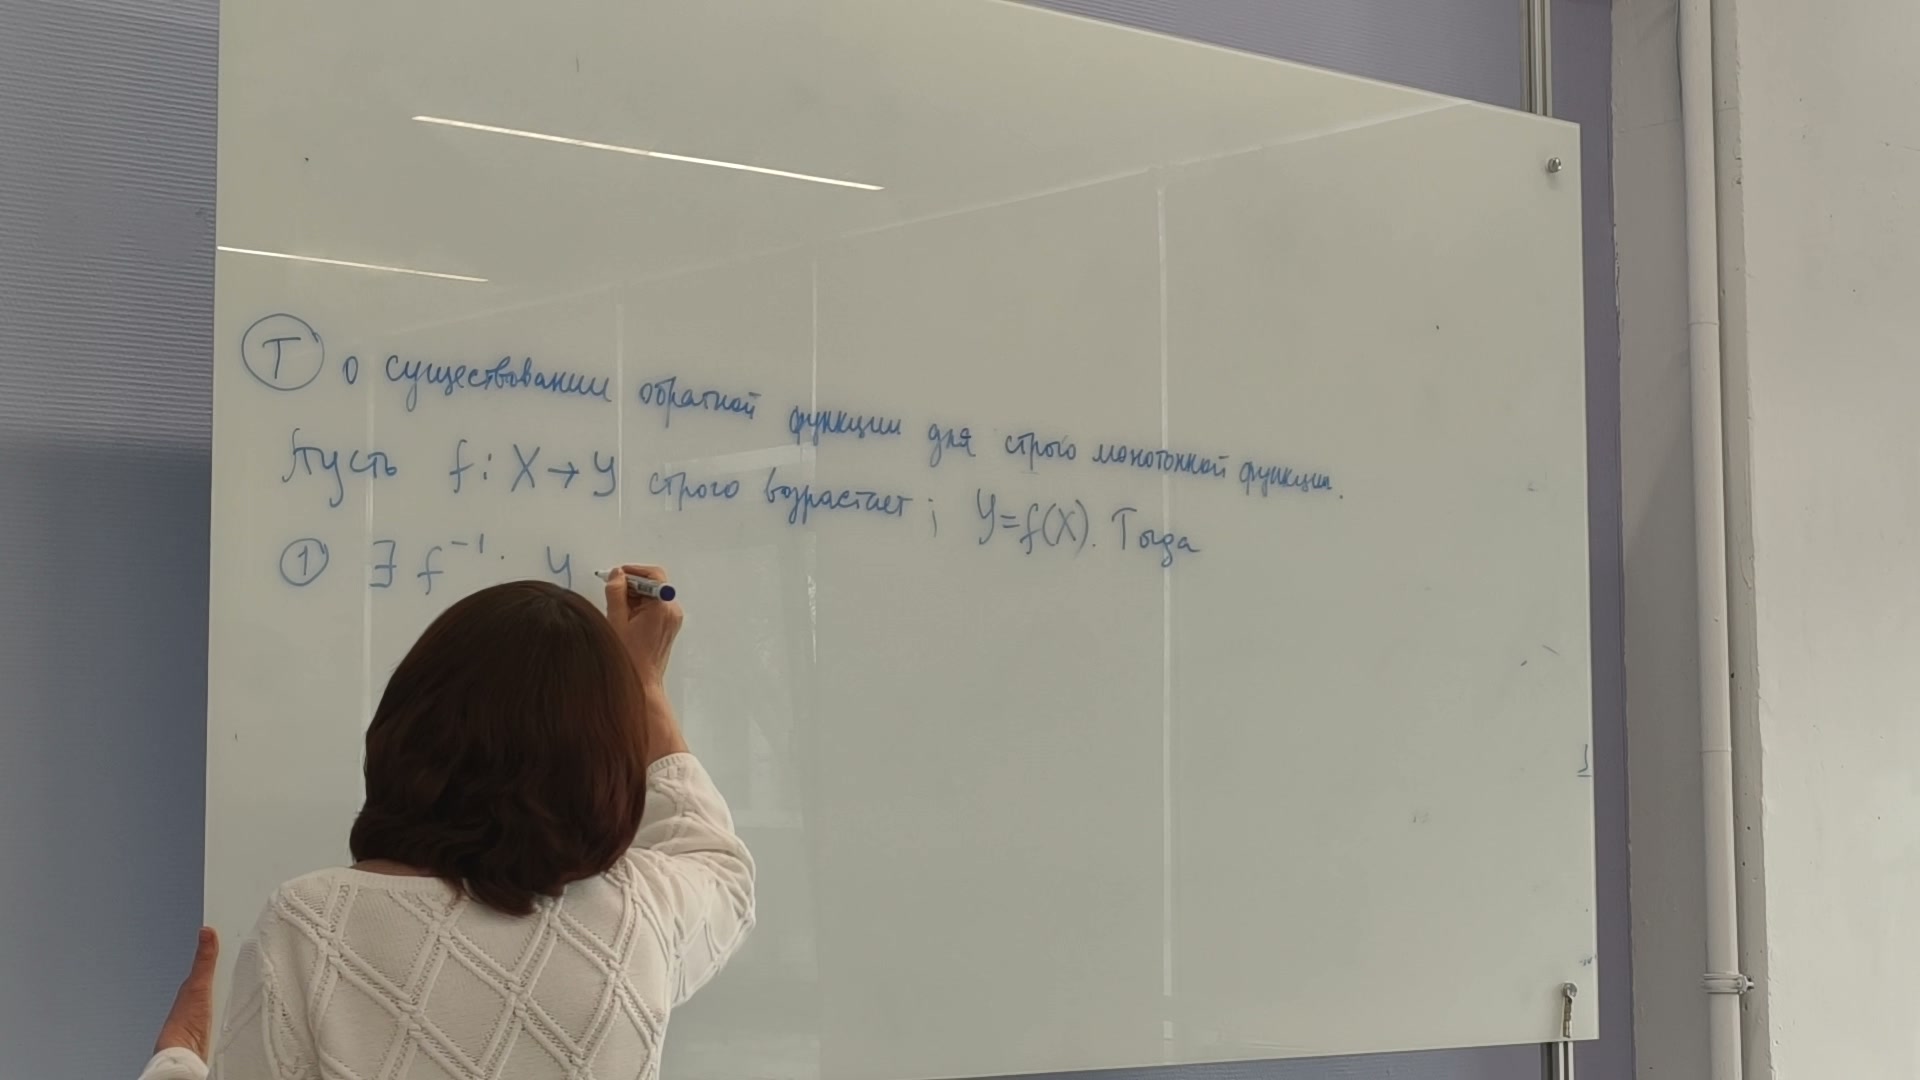 Т о существовании обратной функции для строго монотонной функции.
Пусть f: X → Y строго возрастает; Y=f(X). Тогда
① ∃ f⁻¹: Y